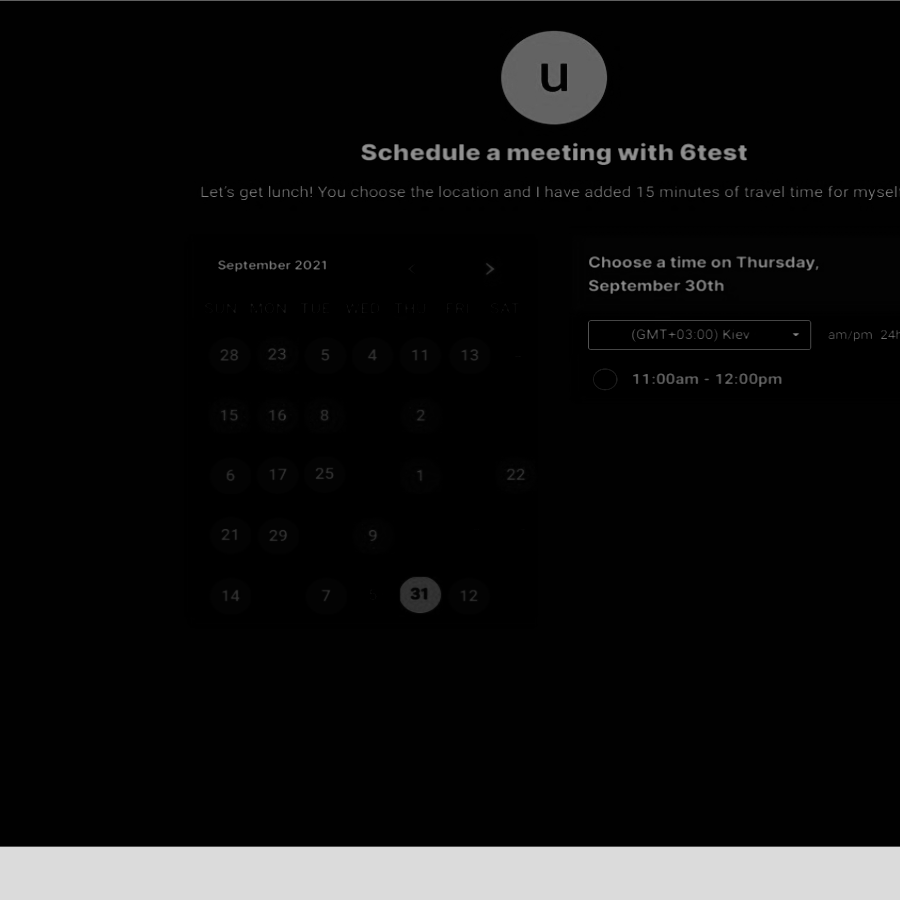 u
Schedule a meeting with 6test
Let's get lunch! You choose the location and I have added 15 minutes of travel time for mysel
September 2021
SUN MON TUE WED THU FRI SAT
28 23 5 4 11 13
15 16 8 2
6 17 25 1 22
21 29 9
14 7 5 31 12
Choose a time on Thursday,
September 30th
(GMT+03:00) Kiev
am/pm 24h
11:00am - 12:00pm